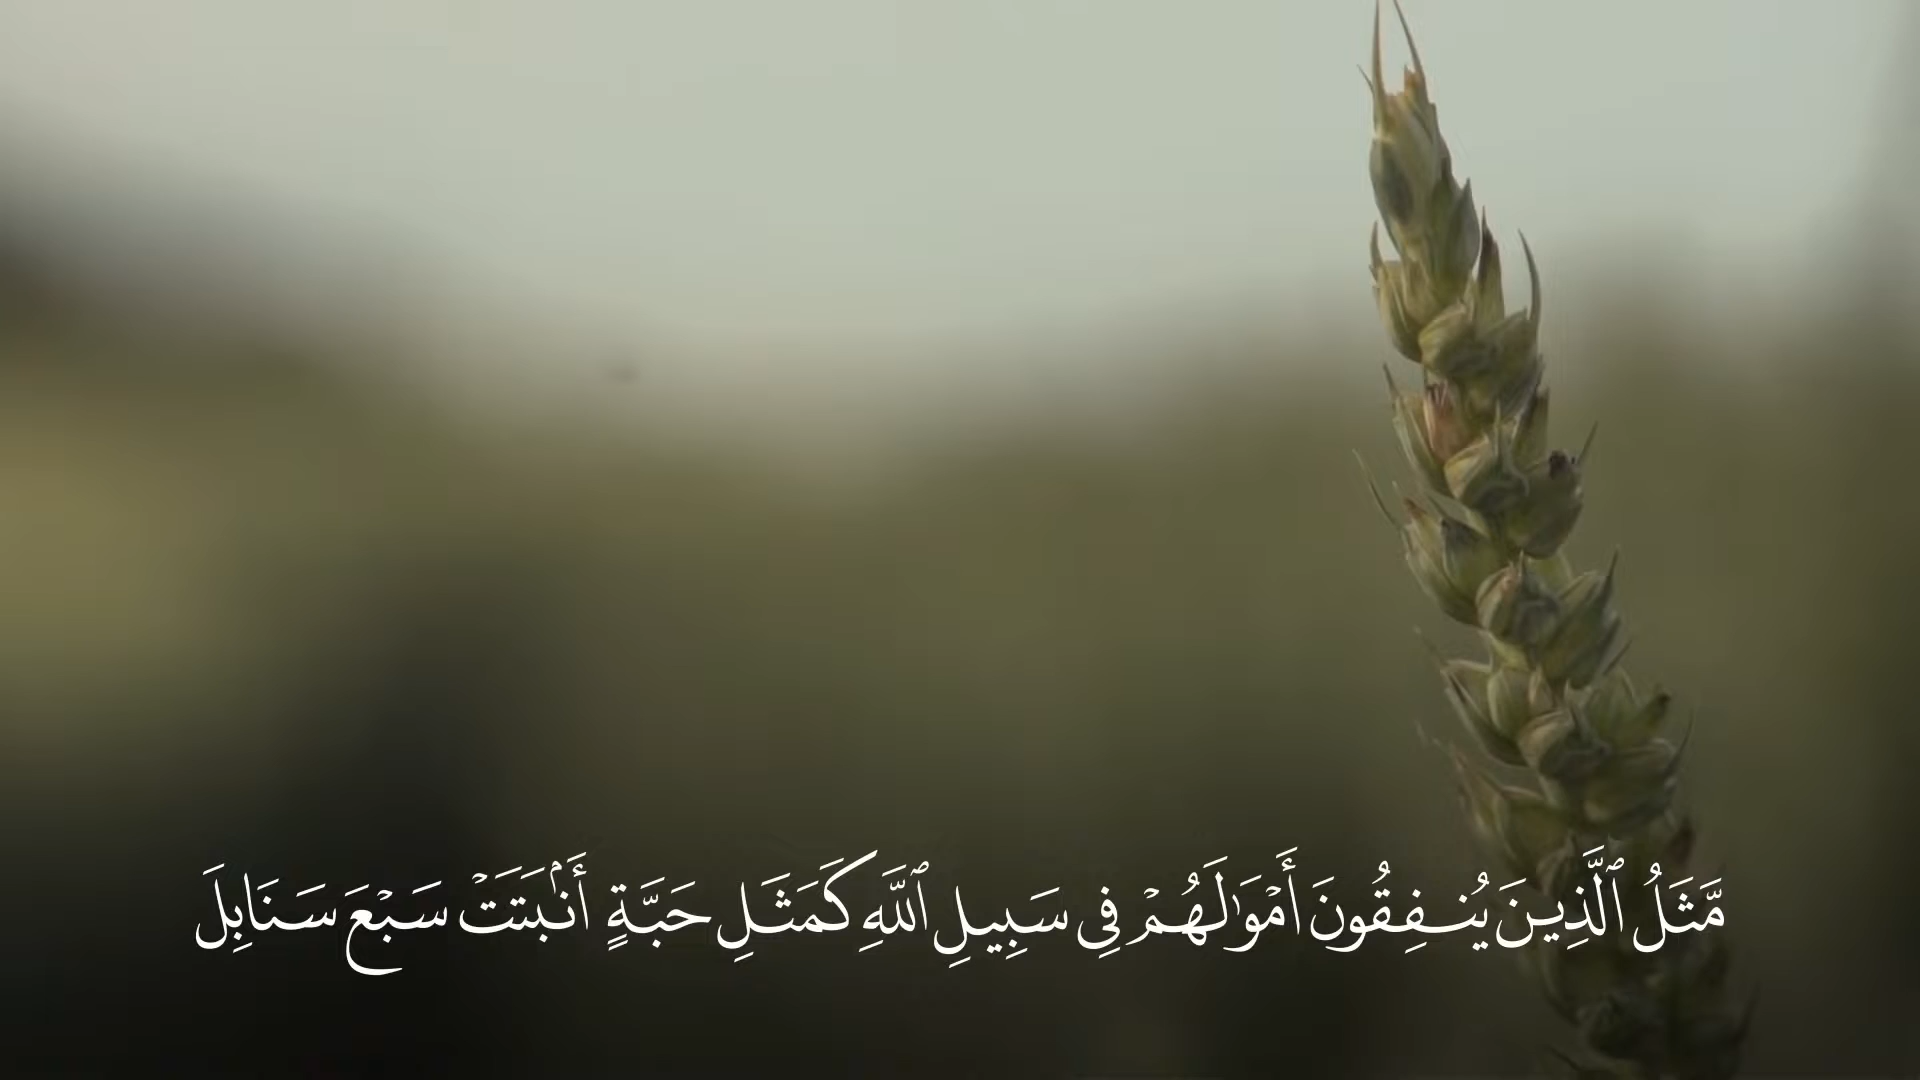 مَّثَلُ ٱلَّذِينَ يُنفِقُونَ أَمْوَٰلَهُمْ فِي سَبِيلِ ٱللَّهِ كَمَثَلِ حَبَّةٍ أَنۢبَتَتْ سَبْعَ سَنَابِلَ